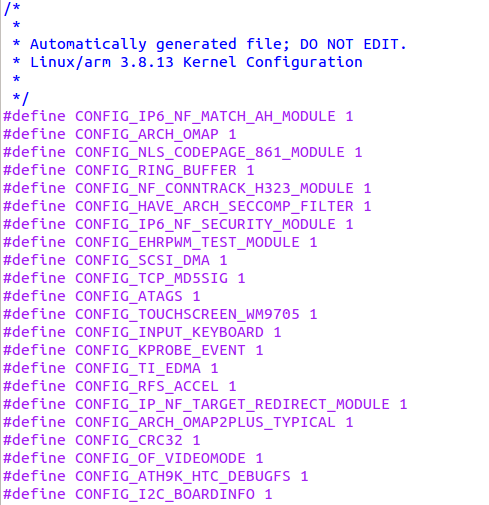 /*
 *
 * Automatically generated file; DO NOT EDIT.
 * Linux/arm 3.8.13 Kernel Configuration
 *
 */
#define CONFIG_IP6_NF_MATCH_AH_MODULE 1
#define CONFIG_ARCH_OMAP 1
#define CONFIG_NLS_CODEPAGE_861_MODULE 1
#define CONFIG_RING_BUFFER 1
#define CONFIG_NF_CONNTRACK_H323_MODULE 1
#define CONFIG_HAVE_ARCH_SECCOMP_FILTER 1
#define CONFIG_IP6_NF_SECURITY_MODULE 1
#define CONFIG_EHRPWM_TEST_MODULE 1
#define CONFIG_SCSI_DMA 1
#define CONFIG_TCP_MD5SIG 1
#define CONFIG_ATAGS 1
#define CONFIG_TOUCHSCREEN_WM9705 1
#define CONFIG_INPUT_KEYBOARD 1
#define CONFIG_KPROBE_EVENT 1
#define CONFIG_TI_EDMA 1
#define CONFIG_RFS_ACCEL 1
#define CONFIG_IP_NF_TARGET_REDIRECT_MODULE 1
#define CONFIG_ARCH_OMAP2PLUS_TYPICAL 1
#define CONFIG_CRC32 1
#define CONFIG_OF_VIDEOMODE 1
#define CONFIG_ATH9K_HTC_DEBUGFS 1
#define CONFIG_I2C_BOARDINFO 1